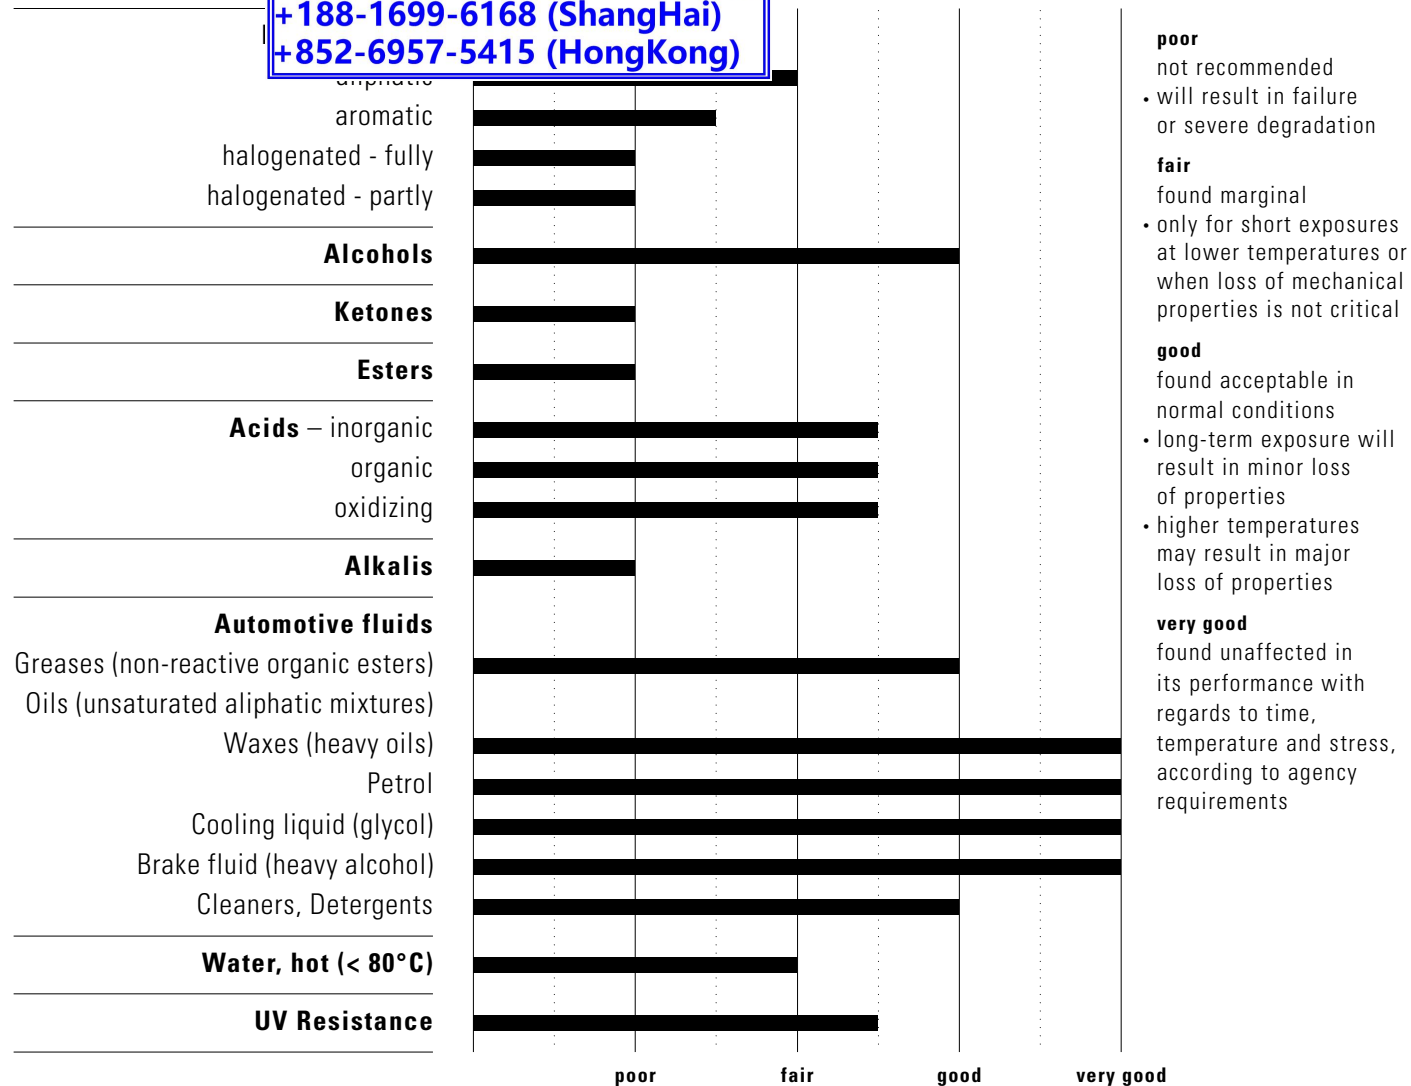 +188-1699-6168 (ShangHai)
+852-6957-5415 (HongKong)
aliphatic
aromatic
halogenated - fully
halogenated - partly
Alcohols
Ketones
Esters
Acids – inorganic
organic
oxidizing
Alkalis
Automotive fluids
Greases (non-reactive organic esters)
Oils (unsaturated aliphatic mixtures)
Waxes (heavy oils)
Petrol
Cooling liquid (glycol)
Brake fluid (heavy alcohol)
Cleaners, Detergents
Water, hot (< 80°C)
UV Resistance
poor fair good very good
poor
not recommended
• will result in failure
or severe degradation
fair
found marginal
• only for short exposures
at lower temperatures or
when loss of mechanical
properties is not critical
good
found acceptable in
normal conditions
• long-term exposure will
result in minor loss
of properties
• higher temperatures
may result in major
loss of properties
very good
found unaffected in
its performance with
regards to time,
temperature and stress,
according to agency
requirements